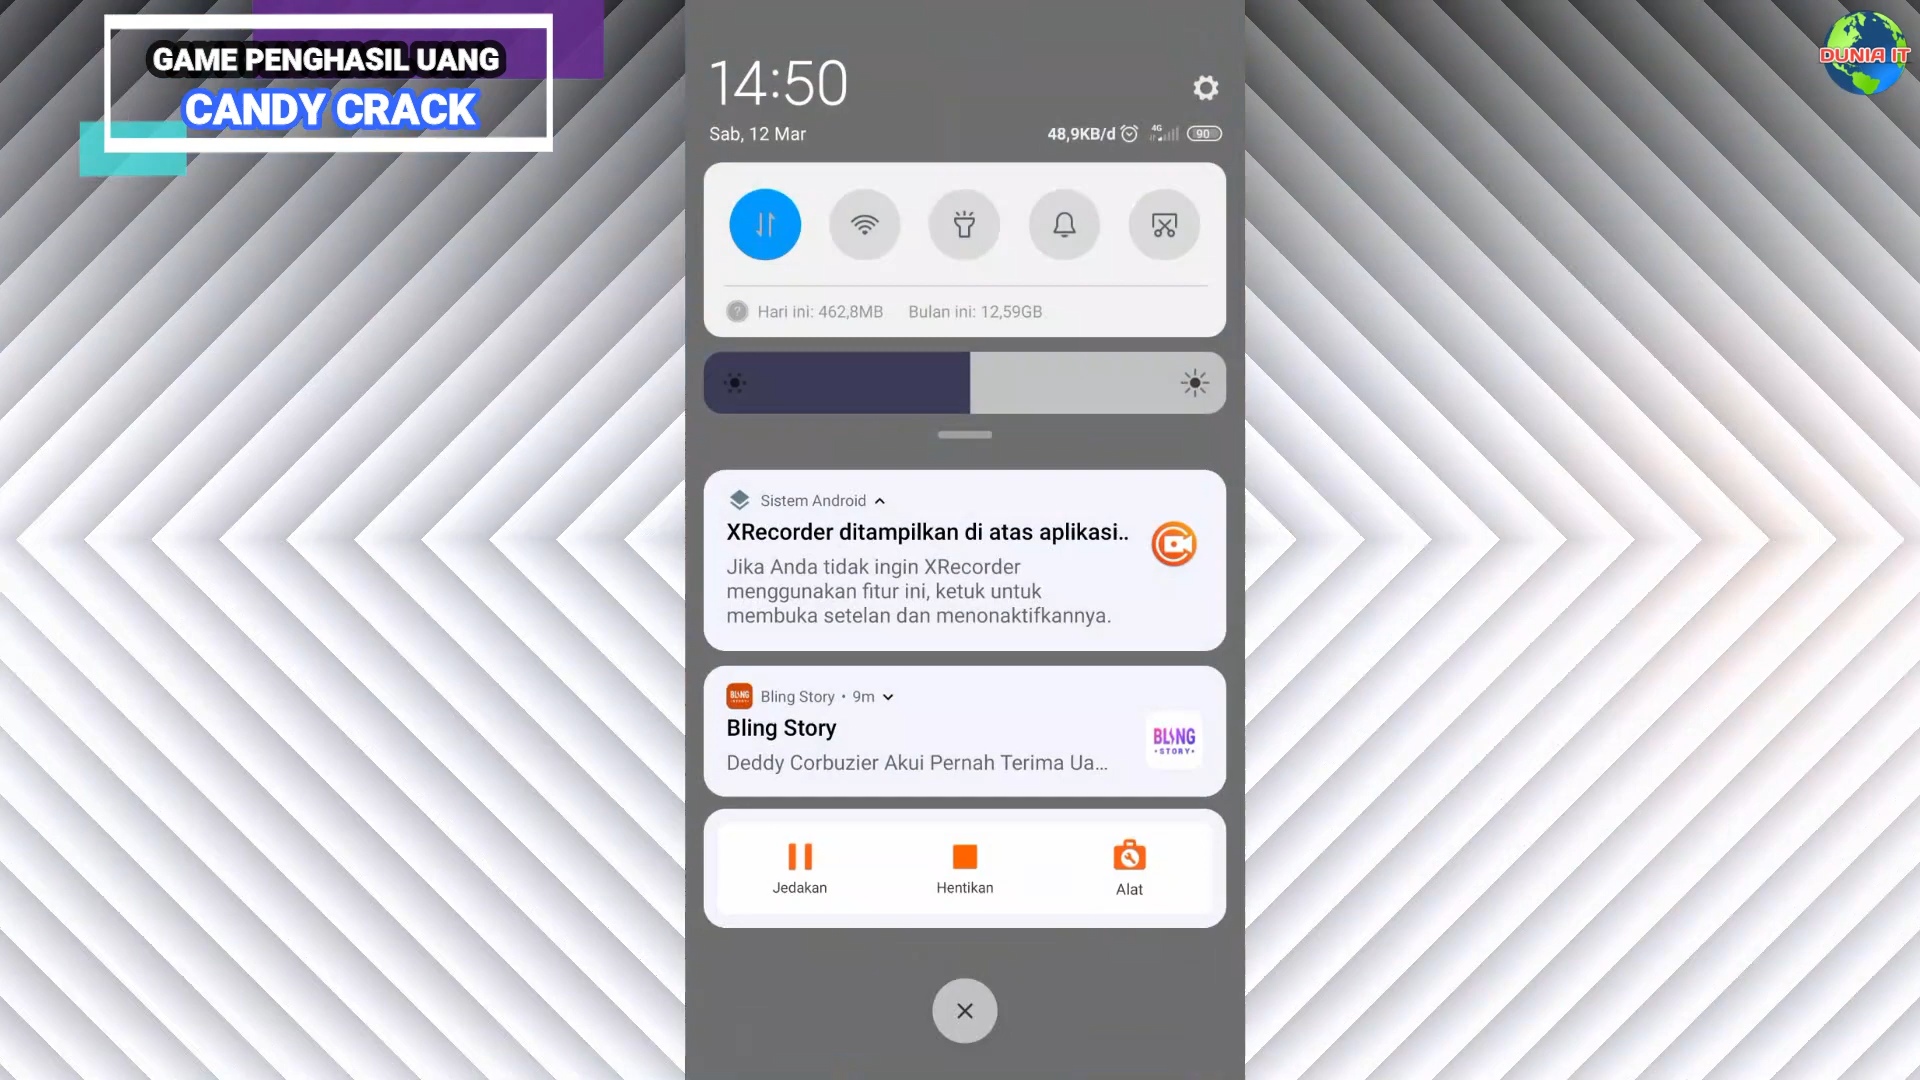 GAME PENGHASIL UANG
CANDY CRACK
DUNIA IT
14:50
Sab, 12 Mar
48,9KB/d
4G
90
Hari ini: 462,8MB
Bulan ini: 12,59GB
Sistem Android
XRecorder ditampilkan di atas aplikasi..
Jika Anda tidak ingin XRecorder
menggunakan fitur ini, ketuk untuk
membuka setelan dan menonaktifkannya.
Bling Story • 9m
Bling Story
Deddy Corbuzier Akui Pernah Terima Ua...
BLING
•STORY•
Jedakan
Hentikan
Alat